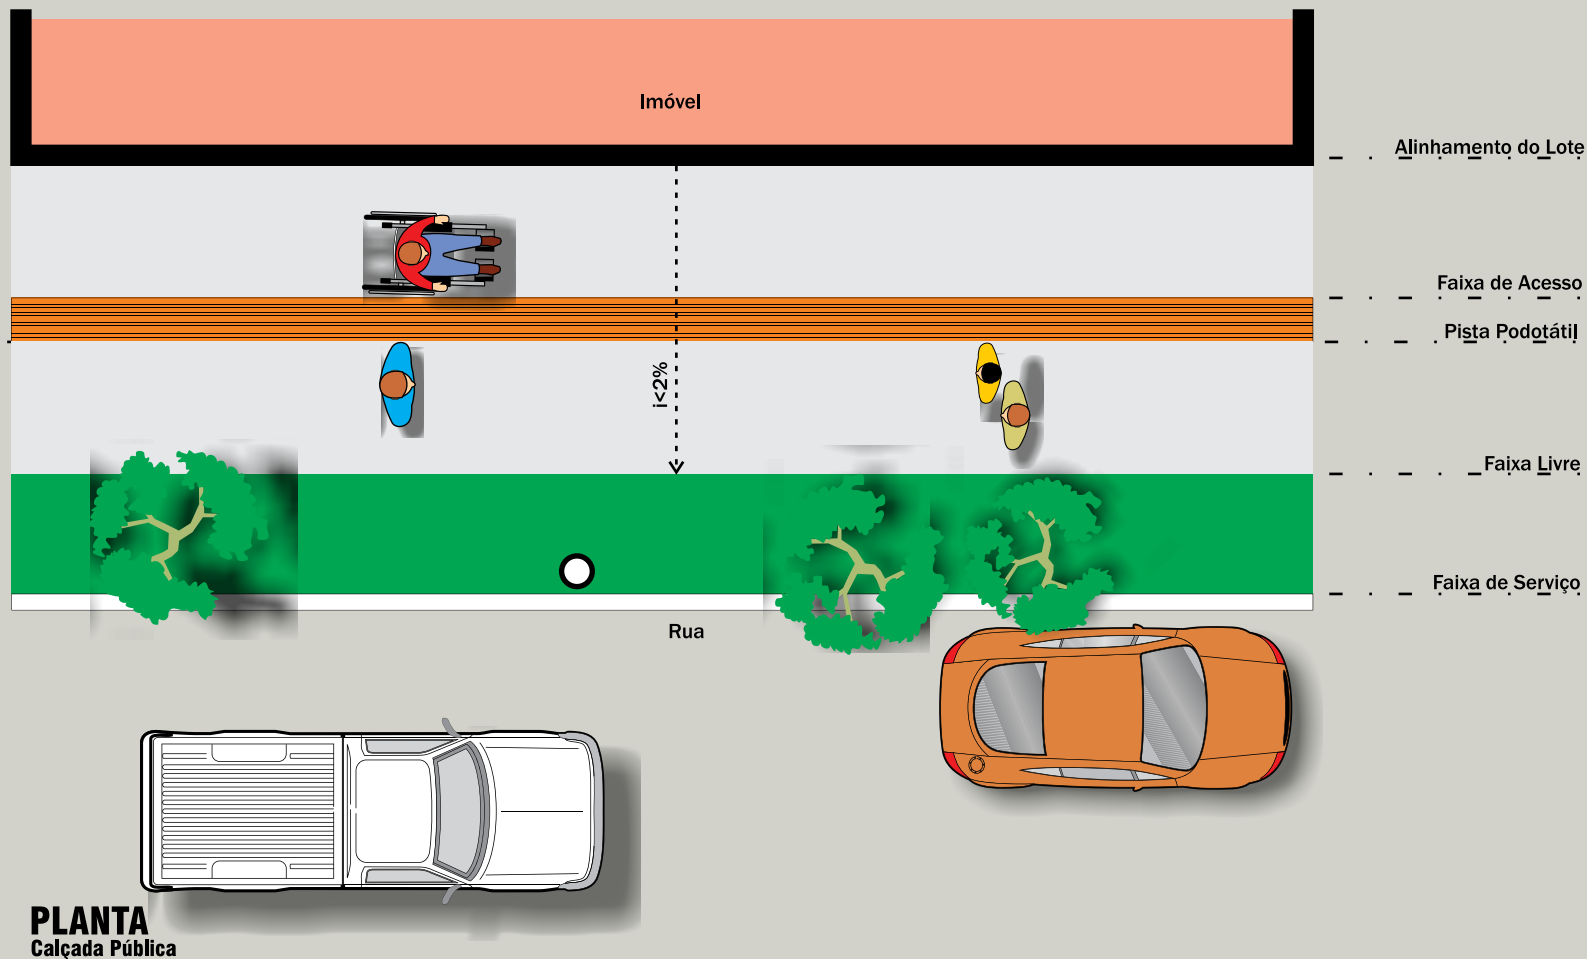 Imóvel
Alinhamento do Lote
Faixa de Acesso
Pista Podotátil
i<2%
Faixa Livre
Faixa de Serviço
Rua
PLANTA
Calçada Pública